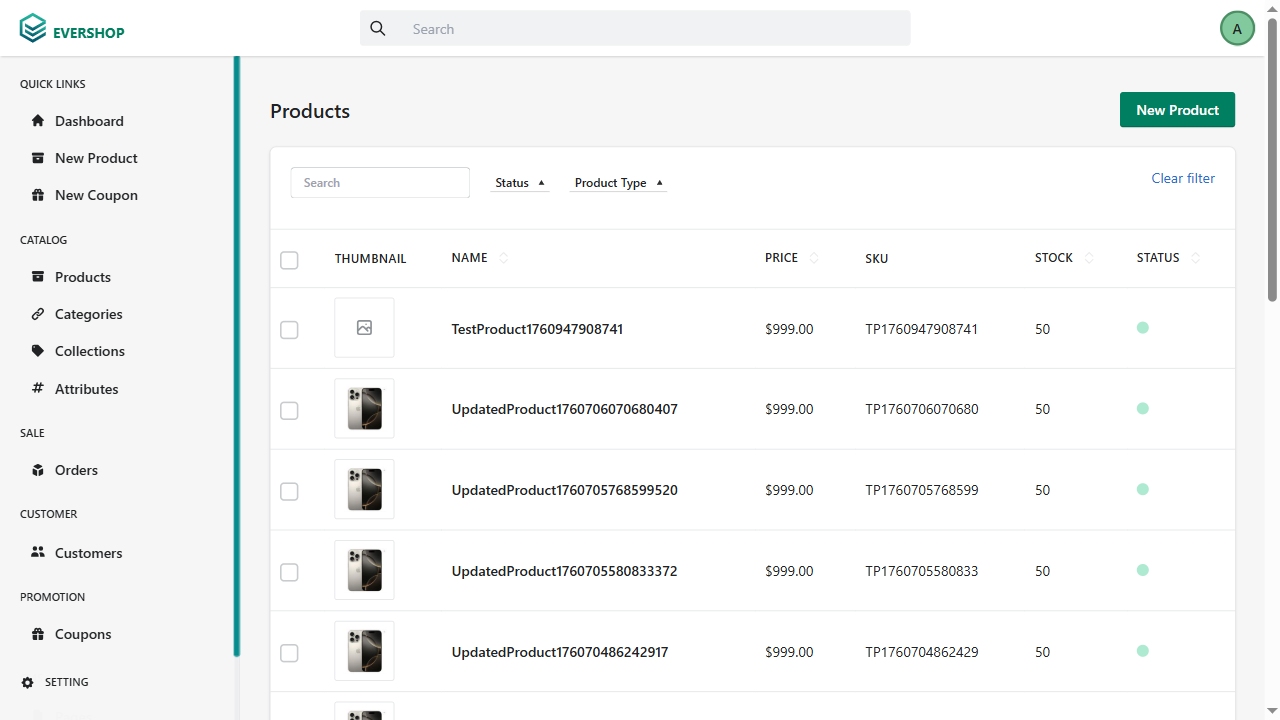 EVERSHOP
Search
A
QUICK LINKS
Dashboard
New Product
New Coupon
CATALOG
Products
Categories
Collections
Attributes
SALE
Orders
CUSTOMER
Customers
PROMOTION
Coupons
SETTING
Products
New Product
Search
Status
Product Type
Clear filter
THUMBNAIL NAME PRICE SKU STOCK STATUS
TestProduct1760947908741 $999.00 TP1760947908741 50
UpdatedProduct1760706070680407 $999.00 TP1760706070680 50
UpdatedProduct1760705768599520 $999.00 TP1760705768599 50
UpdatedProduct1760705580833372 $999.00 TP1760705580833 50
UpdatedProduct176070486242917 $999.00 TP1760704862429 50